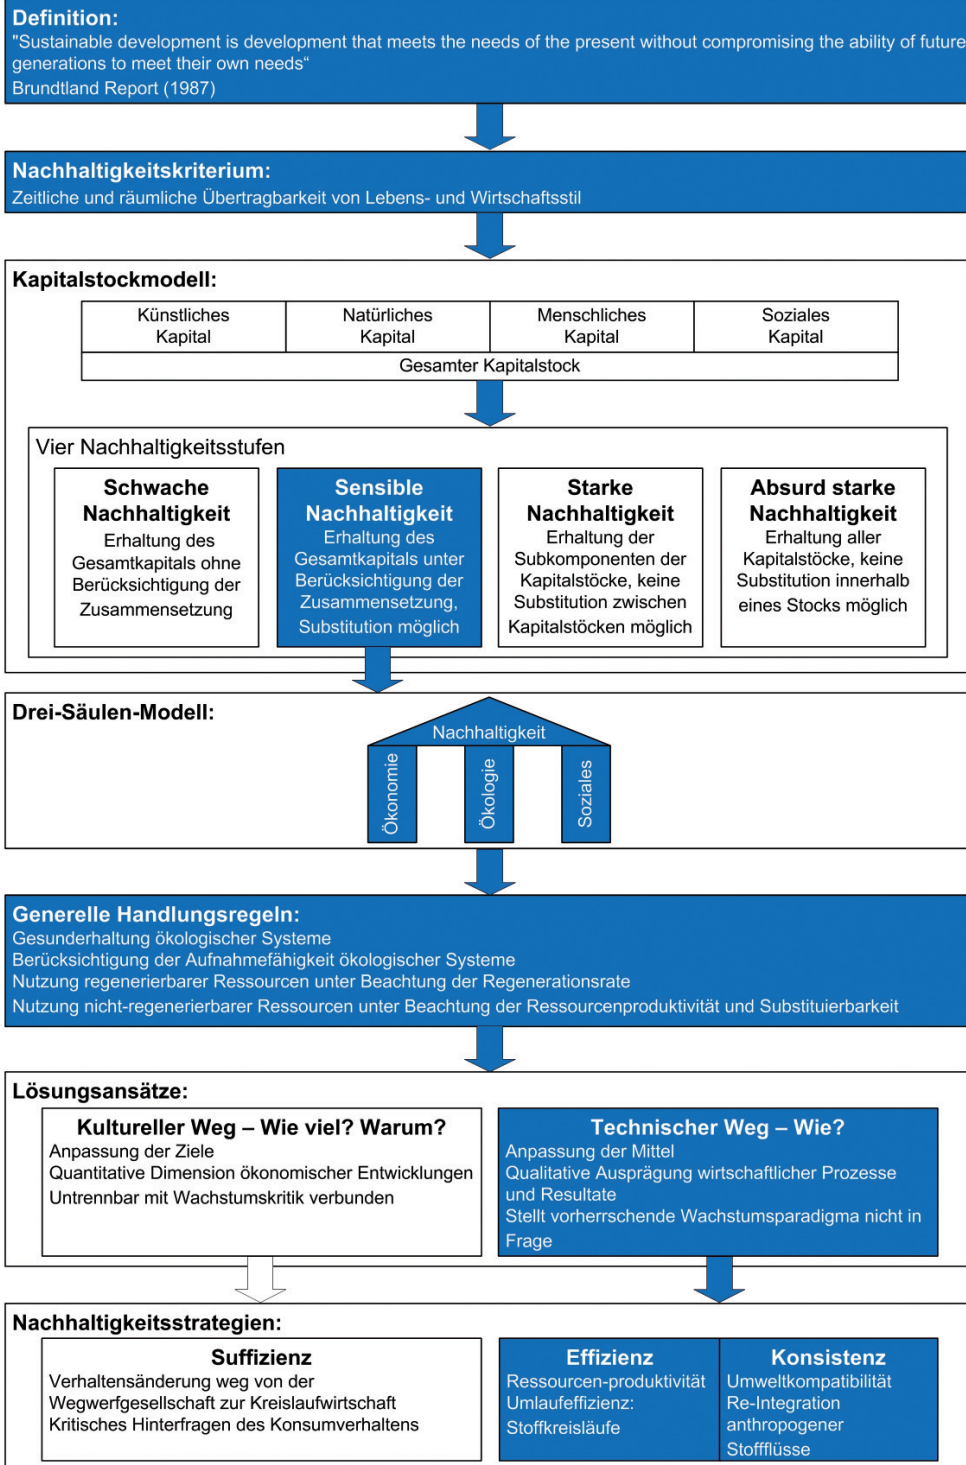 Definition:
"Sustainable development is development that meets the needs of the present without compromising the ability of future
generations to meet their own needs“
Brundtland Report (1987)
Nachhaltigkeitskriterium:
Zeitliche und räumliche Übertragbarkeit von Lebens- und Wirtschaftsstil
Kapitalstockmodell:
Künstliches
Kapital
Natürliches
Kapital
Menschliches
Kapital
Soziales
Kapital
Gesamter Kapitalstock
Vier Nachhaltigkeitsstufen
Schwache
Nachhaltigkeit
Erhaltung des
Gesamtkapitals ohne
Berücksichtigung der
Zusammensetzung
Sensible
Nachhaltigkeit
Erhaltung des
Gesamtkapitals unter
Berücksichtigung der
Zusammensetzung,
Substitution möglich
Starke
Nachhaltigkeit
Erhaltung der
Subkomponenten der
Kapitalstöcke, keine
Substitution zwischen
Kapitalstöcken möglich
Absurd starke
Nachhaltigkeit
Erhaltung aller
Kapitalstöcke, keine
Substitution innerhalb
eines Stocks möglich
Drei-Säulen-Modell:
Nachhaltigkeit
Ökonomie
Ökologie
Soziales
Generelle Handlungsregeln:
Gesunderhaltung ökologischer Systeme
Berücksichtigung der Aufnahmefähigkeit ökologischer Systeme
Nutzung regenerierbarer Ressourcen unter Beachtung der Regenerationsrate
Nutzung nicht-regenerierbarer Ressourcen unter Beachtung der Ressourcenproduktivität und Substituierbarkeit
Lösungsansätze:
Kultureller Weg – Wie viel? Warum?
Anpassung der Ziele
Quantitative Dimension ökonomischer Entwicklungen
Untrennbar mit Wachstumskritik verbunden
Technischer Weg – Wie?
Anpassung der Mittel
Qualitative Ausprägung wirtschaftlicher Prozesse
und Resultate
Stellt vorherrschende Wachstumsparadigma nicht in
Frage
Nachhaltigkeitsstrategien:
Suffizienz
Verhaltensänderung weg von der
Wegwerfgesellschaft zur Kreislaufwirtschaft
Kritisches Hinterfragen des Konsumverhaltens
Effizienz
Ressourcen-produktivität
Umlaufeffizienz:
Stoffkreisläufe
Konsistenz
Umweltkompatibilität
Re-Integration
anthropogener
Stoffflüsse